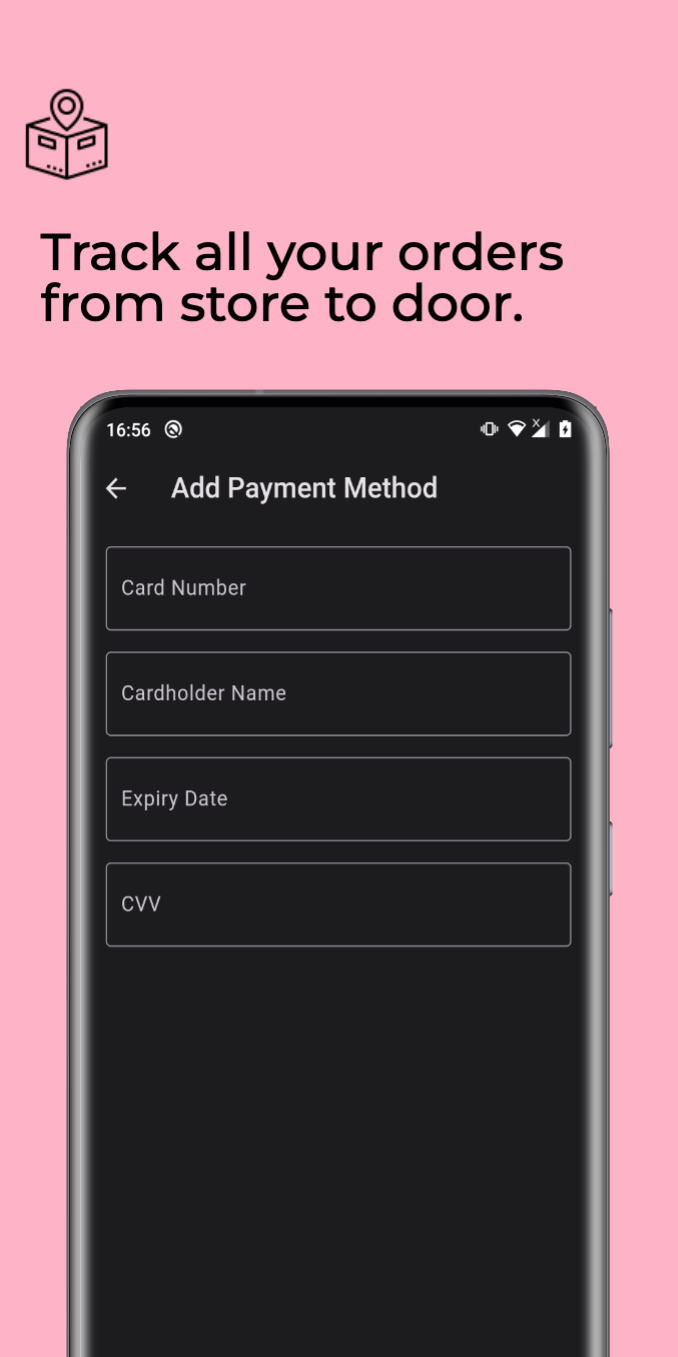 Track all your orders
from store to door.
16:56
Add Payment Method
Card Number
Cardholder Name
Expiry Date
CVV